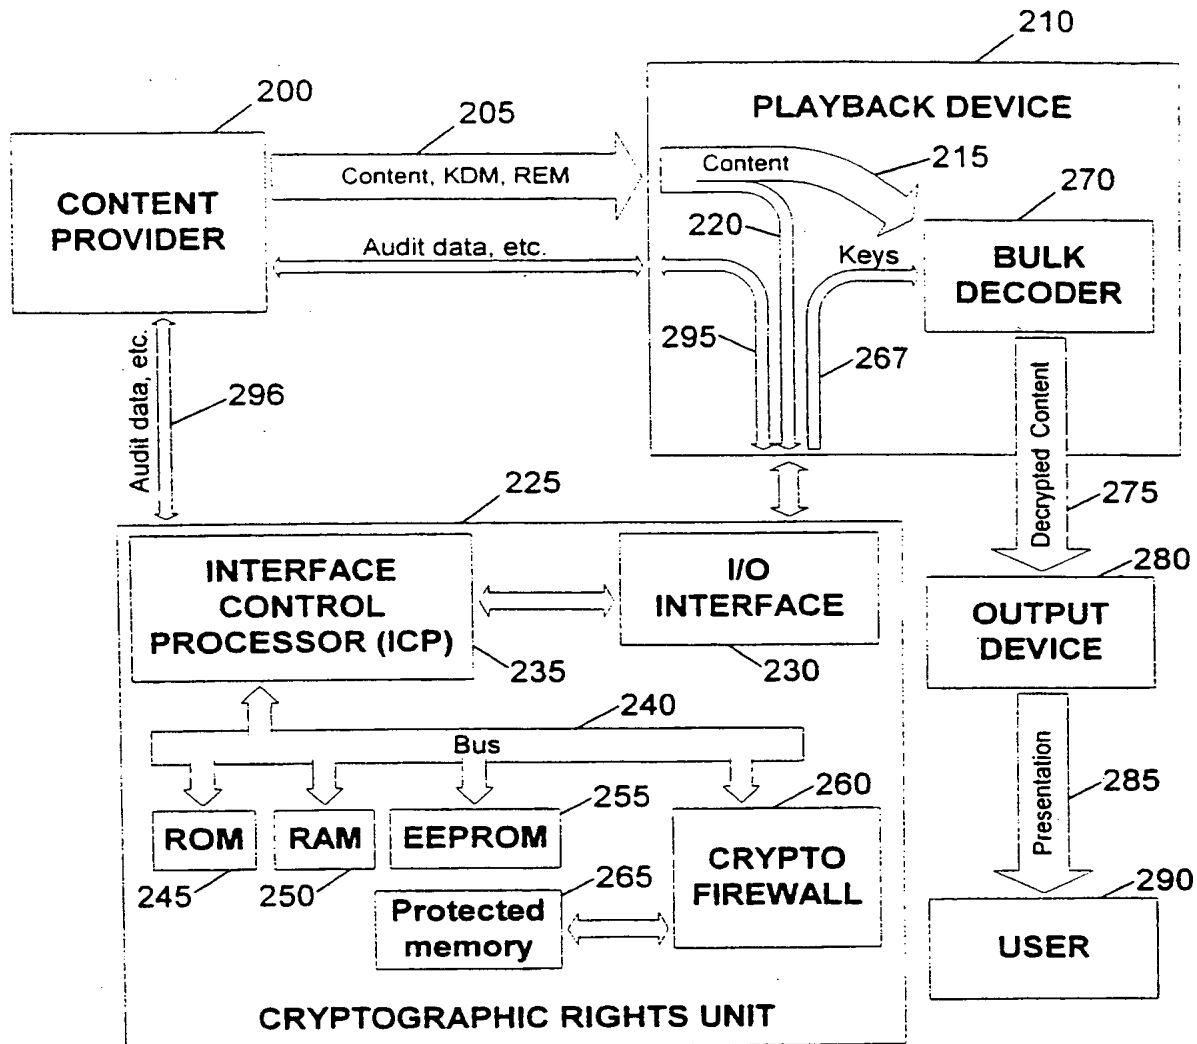 210
200
205
PLAYBACK DEVICE
Content, KDM, REM
Content
215
270
CONTENT
PROVIDER
220
Audit data, etc.
Keys
BULK
DECODER
295
267
Audit data, etc.
296
Decrypted Content
275
225
INTERFACE
CONTROL
PROCESSOR (ICP)
235
I/O
INTERFACE
230
280
OUTPUT
DEVICE
240
Bus
Presentation
285
ROM
245
RAM
250
255
EEPROM
260
CRYPTO
FIREWALL
265
Protected
memory
290
USER
CRYPTOGRAPHIC RIGHTS UNIT